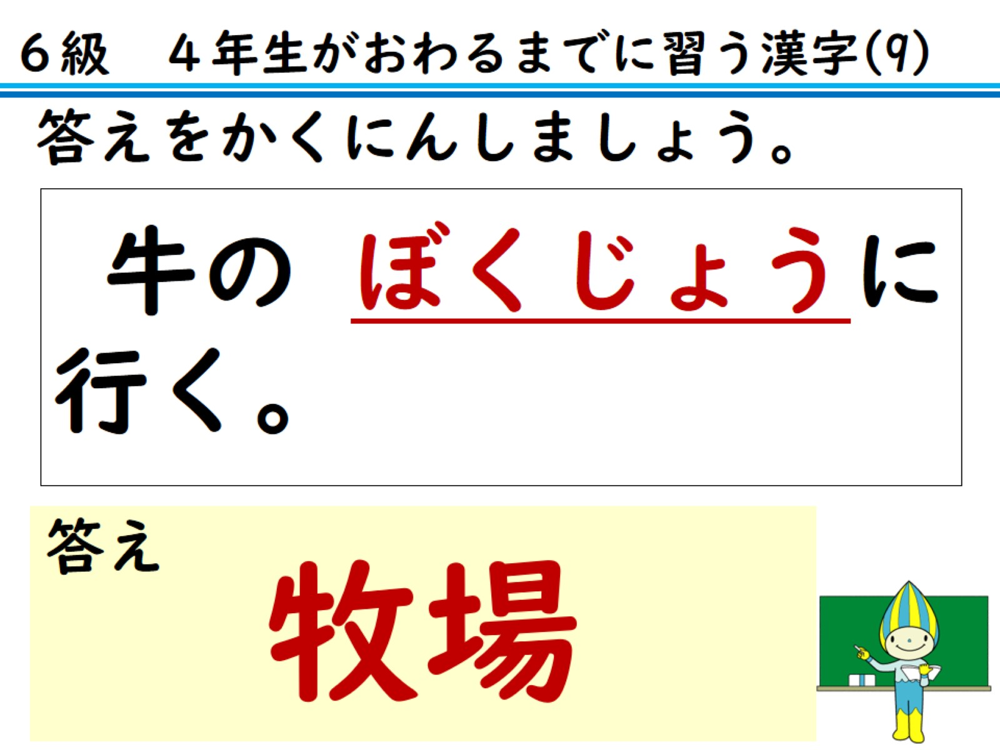 ６級　４年生がおわるまでに習う漢字(9)
答えをかくにんしましょう。
牛の ぼくじょうに
行く。
答え
牧場